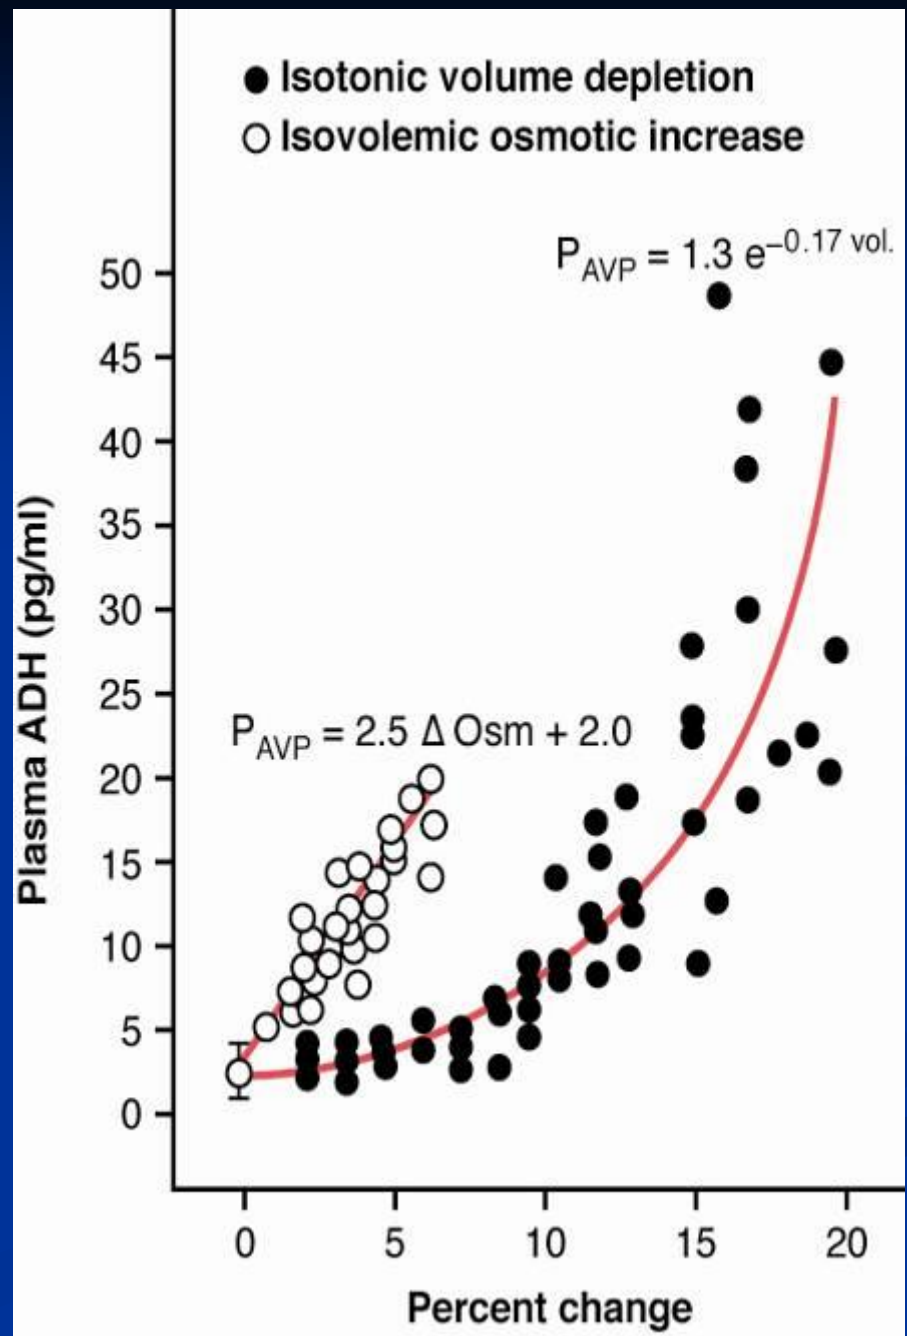 ● Isotonic volume depletion
○ Isovolemic osmotic increase
P_AVP = 1.3 e^–0.17 vol.
50
45
40
35
30
25
P_AVP = 2.5 Δ Osm + 2.0
20
15
10
5
0
Plasma ADH (pg/ml)
0 5 10 15 20
Percent change